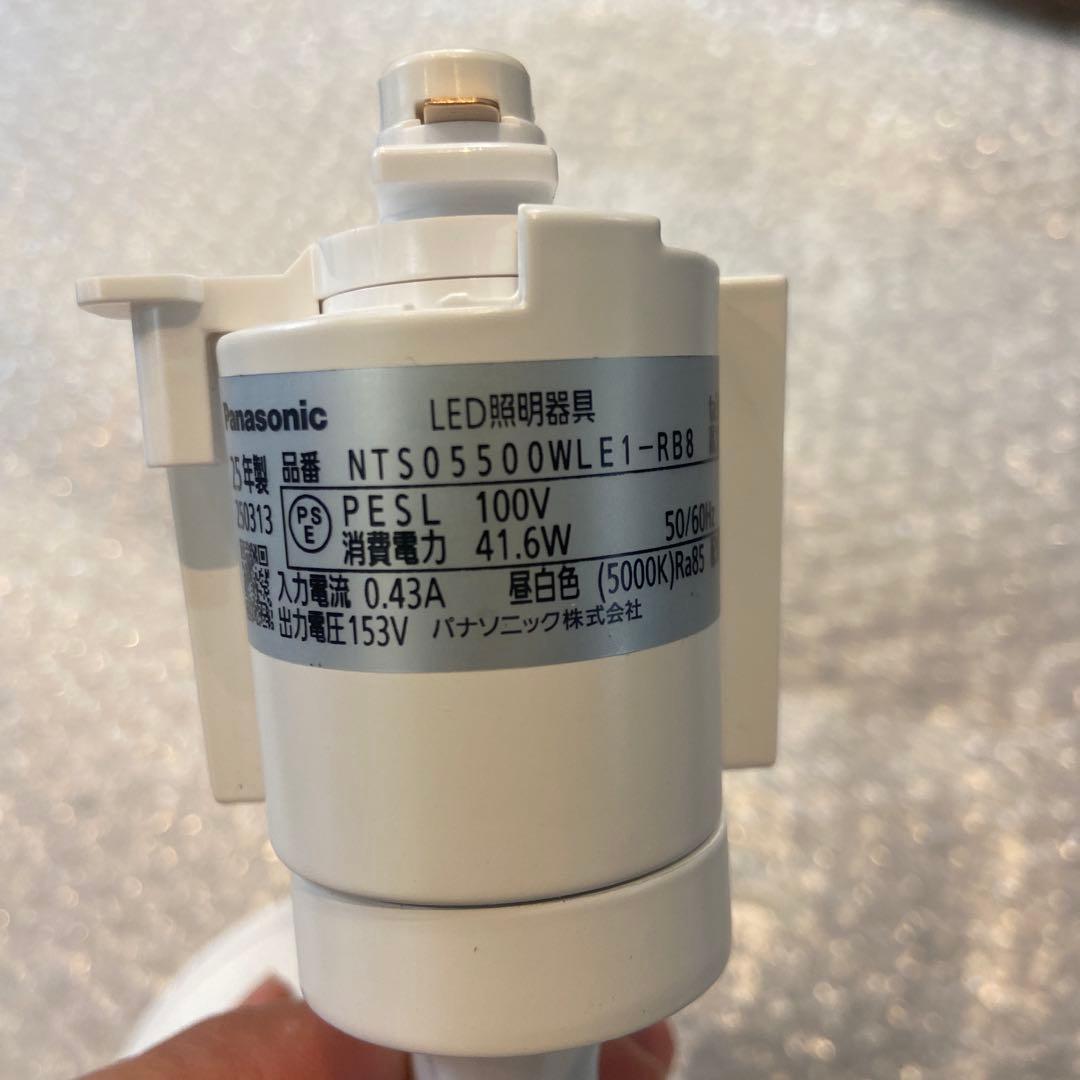 Panasonic LED照明器具
25年製 品番 NTS05500WLE1-RB8
250313 PSE PESL 100V 50/60Hz
消費電力 41.6W
入力電流 0.43A 昼白色 (5000K)Ra85
出力電圧153V パナソニック株式会社